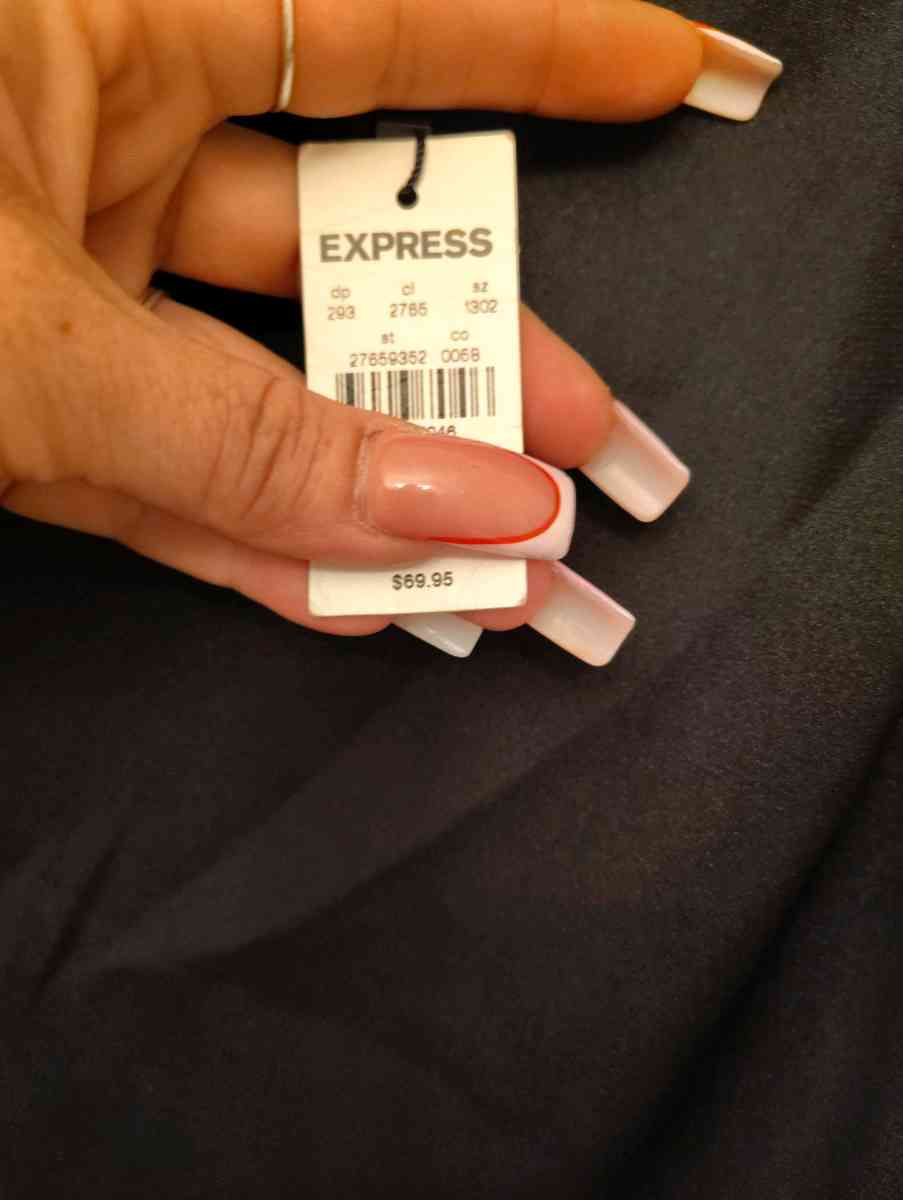 EXPRESS
dp cl sz
293 2765 1302
st co
27659352 0068
$69.95